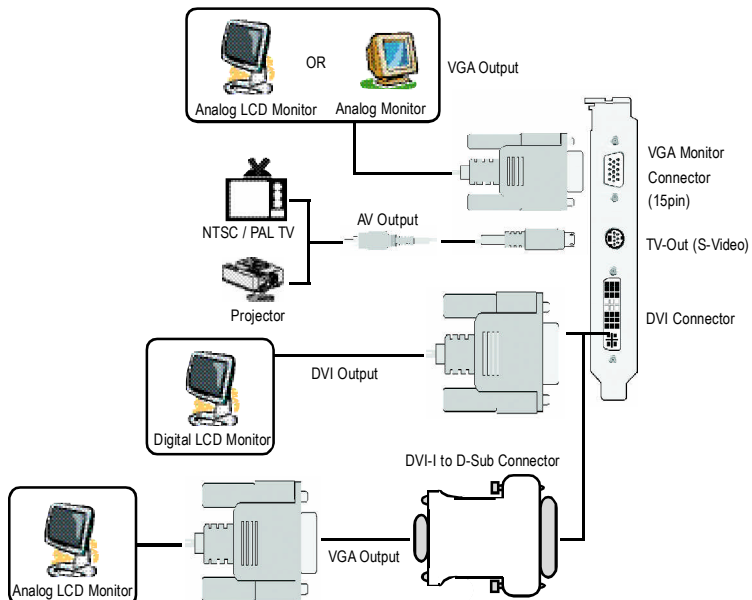 OR
VGA Output
Analog LCD Monitor
Analog Monitor
VGA Monitor
Connector
(15pin)
NTSC / PAL TV
AV Output
TV-Out (S-Video)
Projector
DVI Connector
DVI Output
Digital LCD Monitor
DVI-I to D-Sub Connector
VGA Output
Analog LCD Monitor